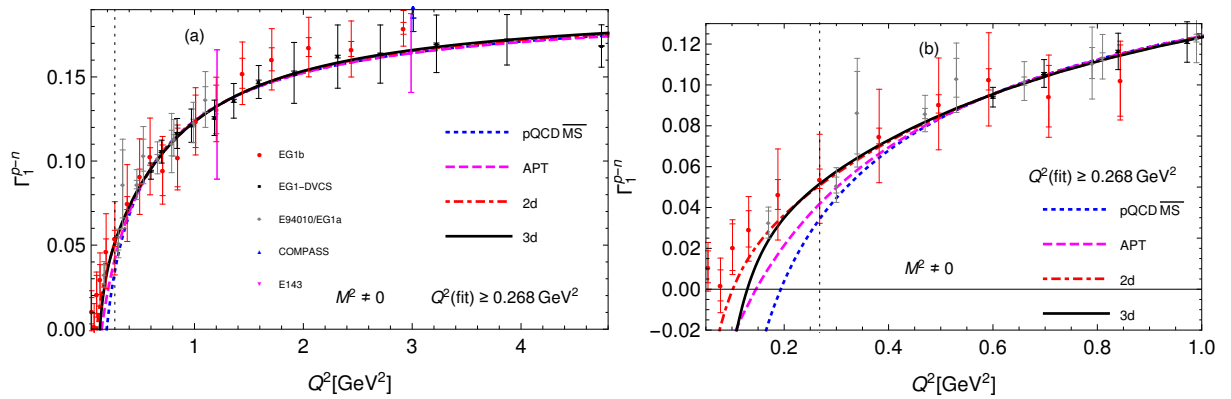 (a)
0.15
0.10
0.05
0.00
Γ₁ᵖ⁻ⁿ
EG1b
EG1-DVCS
E94010/EG1a
COMPASS
E143
pQCD M̅S̅
APT
2d
3d
M² ≠ 0
Q²(fit) ≥ 0.268 GeV²
1
2
3
4
Q²[GeV²]
(b)
0.12
0.10
0.08
0.06
0.04
0.02
0.00
−0.02
Γ₁ᵖ⁻ⁿ
Q²(fit) ≥ 0.268 GeV²
pQCD M̅S̅
APT
2d
3d
M² ≠ 0
0.2
0.4
0.6
0.8
1.0
Q²[GeV²]